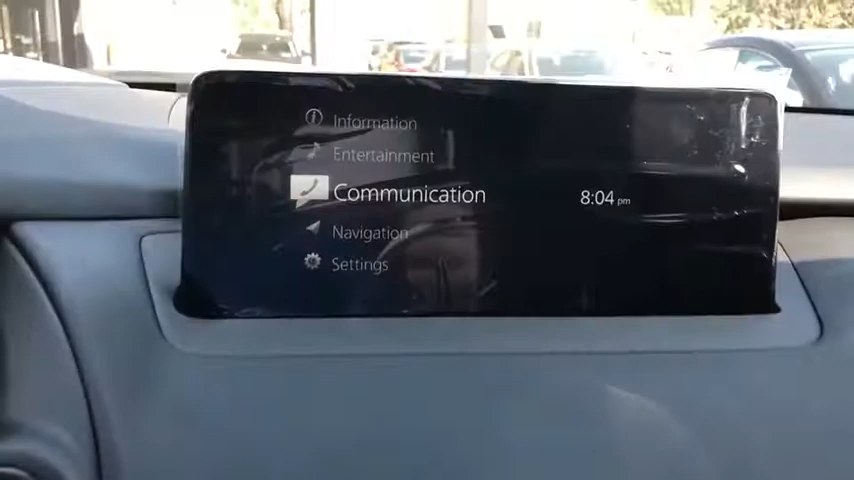 Information
Entertainment
Communication
8:04 pm
Navigation
Settings